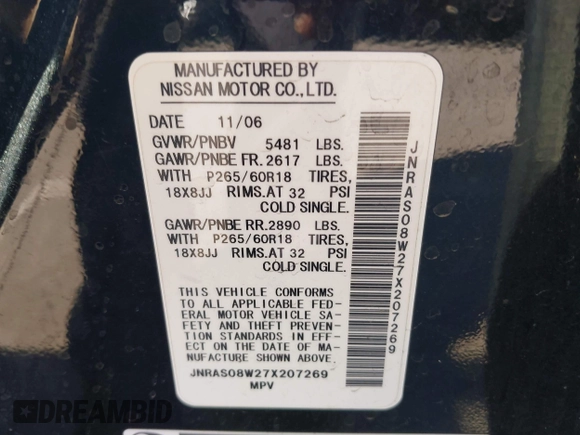 MANUFACTURED BY
NISSAN MOTOR CO.,LTD.
DATE 11/06
GVWR/PNBV 5481 LBS.
GAWR/PNBE FR. 2617 LBS.
WITH P265/60R18 TIRES,
18X8JJ RIMS.AT 32 PSI
COLD SINGLE.
GAWR/PNBE RR.2890 LBS.
WITH P265/60R18 TIRES,
18X8JJ RIMS.AT 32 PSI
COLD SINGLE.
THIS VEHICLE CONFORMS
TO ALL APPLICABLE FED-
ERAL MOTOR VEHICLE SA-
FETY AND THEFT PREVEN-
TION STANDARDS IN EFF-
ECT ON THE DATE OF MA-
NUFACTURE SHOWN ABOVE.
JNRAS08W27X207269
MPV
JNRAS08W27X207269
DREAMBID